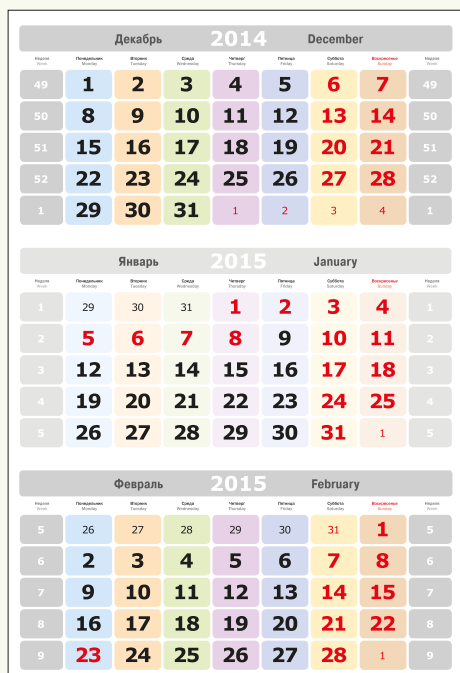 Декабрь 2014 December
Неделя Понедельник Вторник Среда Четверг Пятница Суббота Воскресенье Неделя
Week Monday Tuesday Wednesday Thursday Friday Saturday Sunday Week
49 1 2 3 4 5 6 7 49
50 8 9 10 11 12 13 14 50
51 15 16 17 18 19 20 21 51
52 22 23 24 25 26 27 28 52
1 29 30 31 1 2 3 4 1
Январь 2015 January
Неделя Понедельник Вторник Среда Четверг Пятница Суббота Воскресенье Неделя
Week Monday Tuesday Wednesday Thursday Friday Saturday Sunday Week
1 29 30 31 1 2 3 4 1
2 5 6 7 8 9 10 11 2
3 12 13 14 15 16 17 18 3
4 19 20 21 22 23 24 25 4
5 26 27 28 29 30 31 1 5
Февраль 2015 February
Неделя Понедельник Вторник Среда Четверг Пятница Суббота Воскресенье Неделя
Week Monday Tuesday Wednesday Thursday Friday Saturday Sunday Week
5 26 27 28 29 30 31 1 5
6 2 3 4 5 6 7 8 6
7 9 10 11 12 13 14 15 7
8 16 17 18 19 20 21 22 8
9 23 24 25 26 27 28 1 9